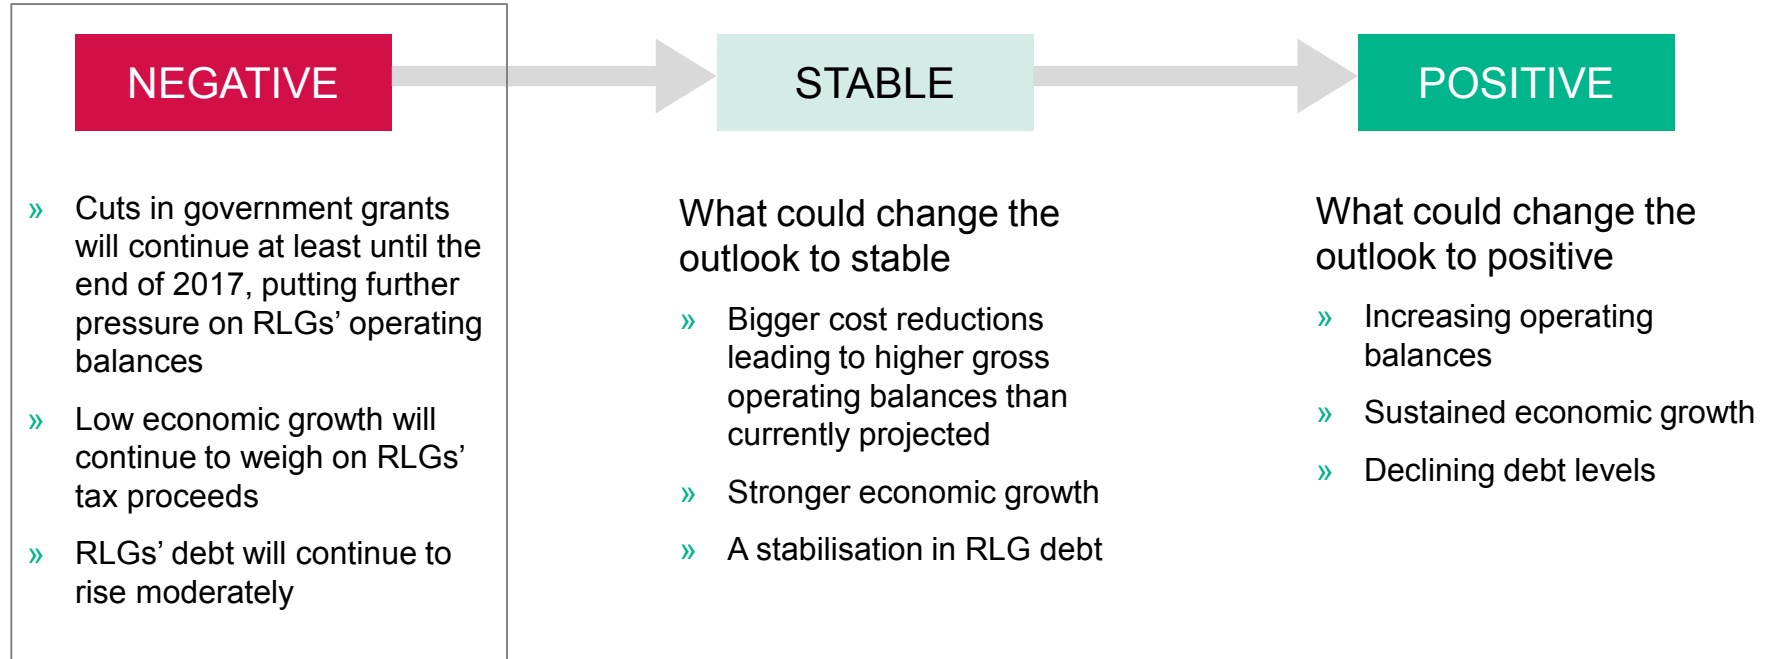 NEGATIVE
» Cuts in government grants
will continue at least until the
end of 2017, putting further
pressure on RLGs’ operating
balances
» Low economic growth will
continue to weigh on RLGs’
tax proceeds
» RLGs’ debt will continue to
rise moderately
STABLE
What could change the
outlook to stable
» Bigger cost reductions
leading to higher gross
operating balances than
currently projected
» Stronger economic growth
» A stabilisation in RLG debt
POSITIVE
What could change the
outlook to positive
» Increasing operating
balances
» Sustained economic growth
» Declining debt levels